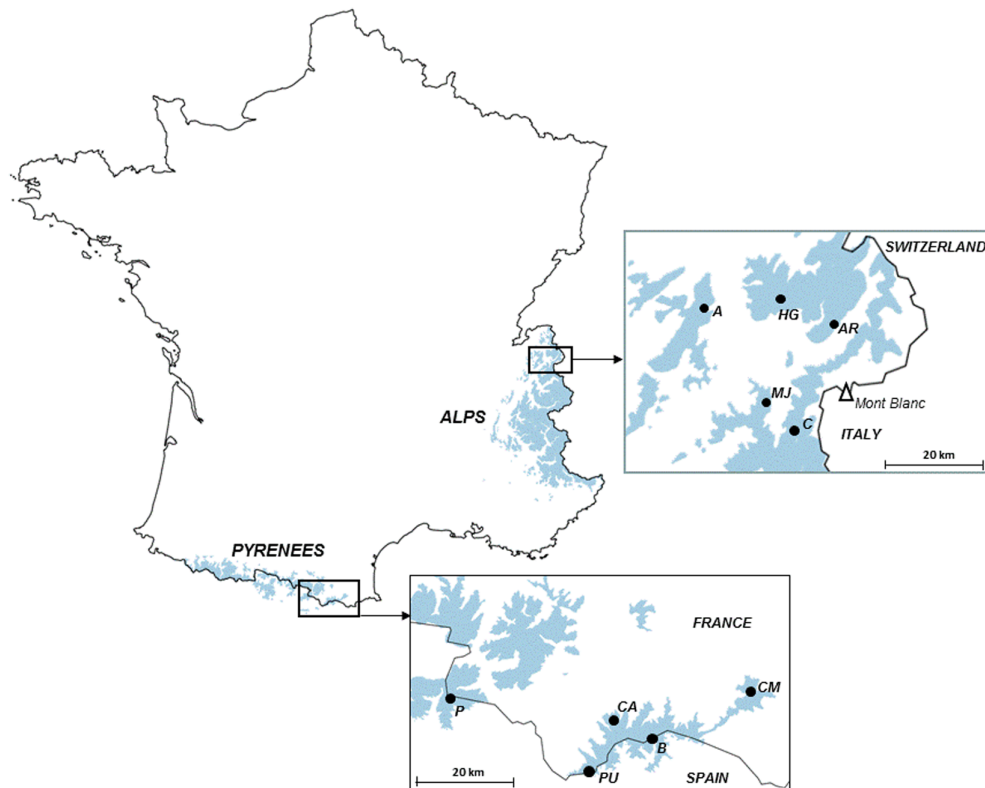 SWITZERLAND
A
HG
AR
MJ
Mont Blanc
C
ITALY
20 km
ALPS
PYRENEES
FRANCE
CM
P
CA
B
20 km
PU
SPAIN